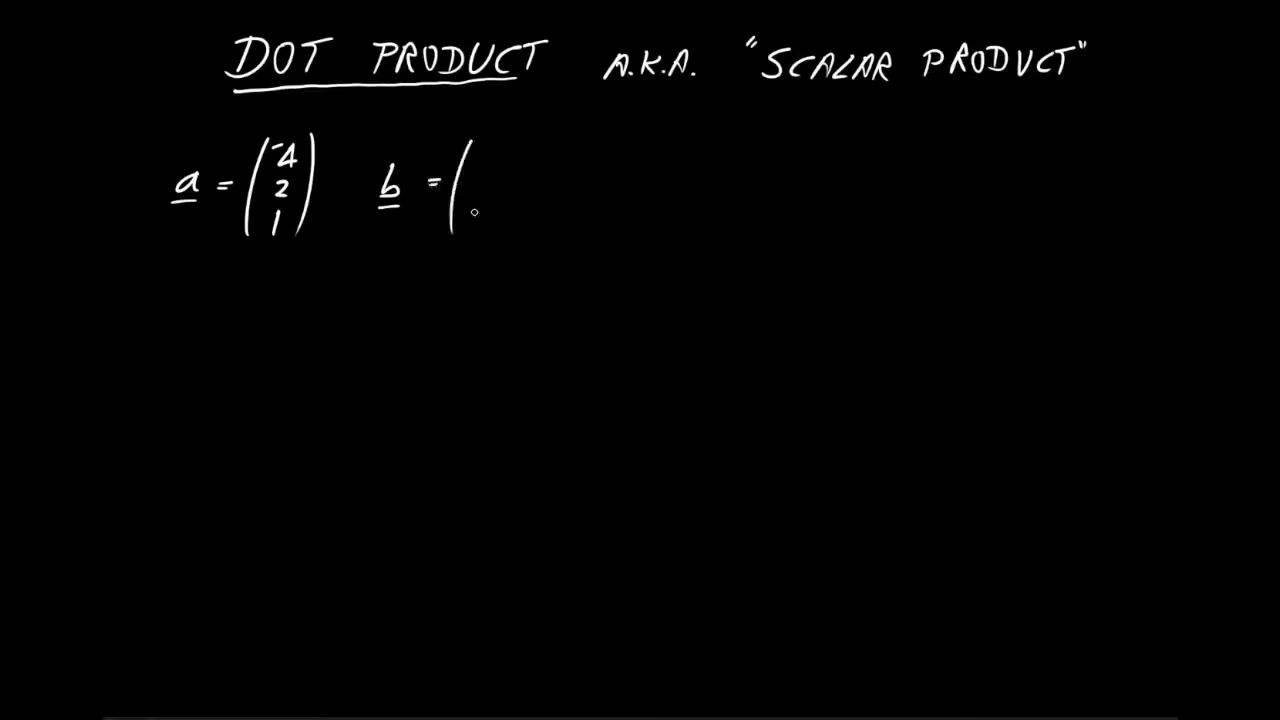 DOT PRODUCT A.K.A. "SCALAR PRODUCT"
a = (-4 2 1) b = (